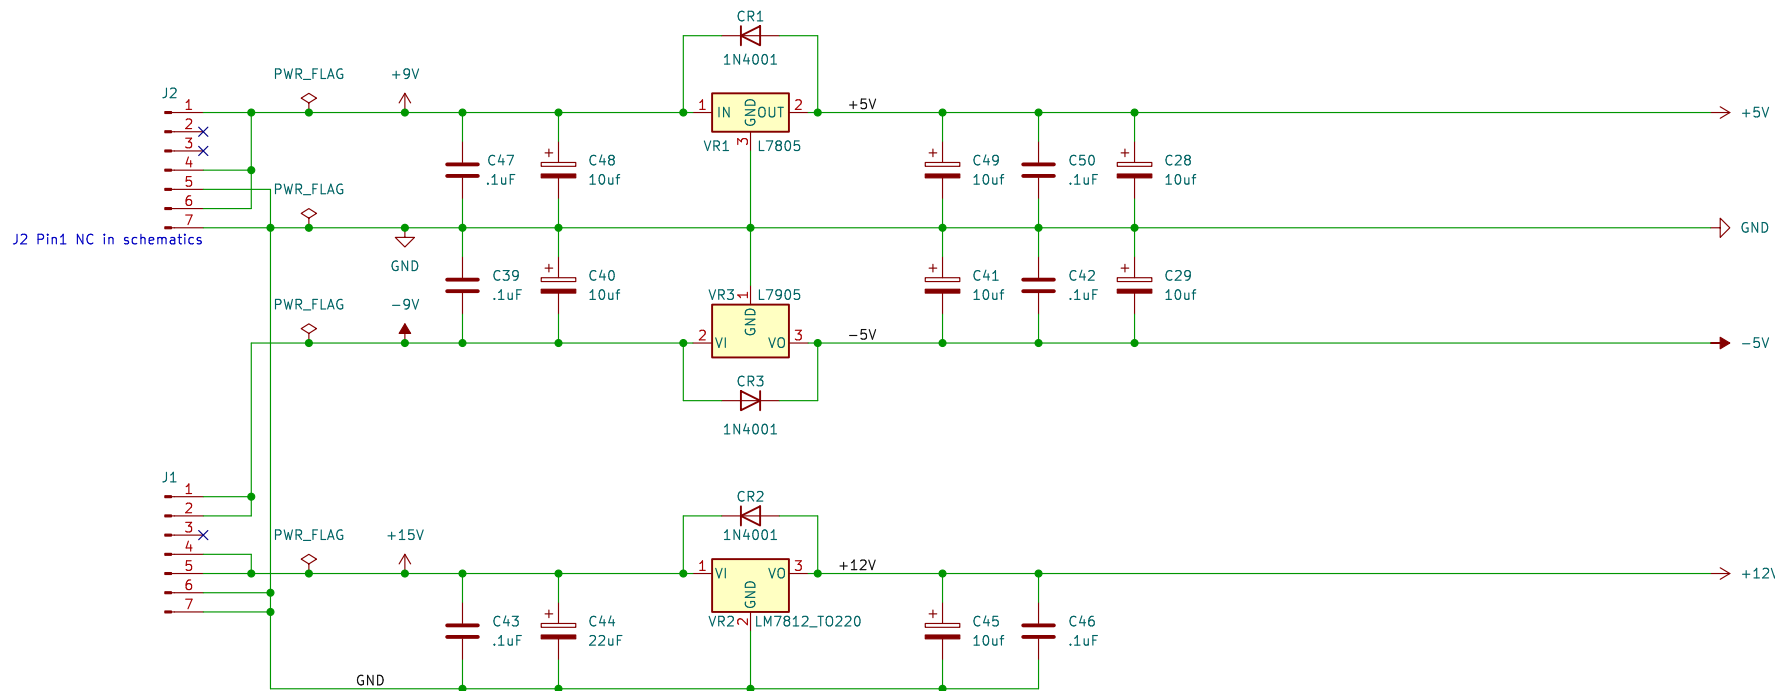 CR1
1N4001
PWR_FLAG
+9V
J2
1
2
3
4
5
6
7
1 IN GND OUT 2
3
VR1 L7805
+5V
+5V
C47
.1uF
+
C48
10uf
+
C49
10uf
C50
.1uF
+
C28
10uf
PWR_FLAG
J2 Pin1 NC in schematics
GND
GND
C39
.1uF
+
C40
10uf
+
C41
10uf
C42
.1uF
+
C29
10uf
PWR_FLAG
-9V
VR3 1 L7905
2 VI GND VO 3
-5V
-5V
CR3
1N4001
J1
1
2
3
4
5
6
7
PWR_FLAG
+15V
CR2
1N4001
1 VI GND VO 3
VR2 2 LM7812_TO220
+12V
+12V
C43
.1uF
+
C44
22uF
+
C45
10uf
C46
.1uF
GND